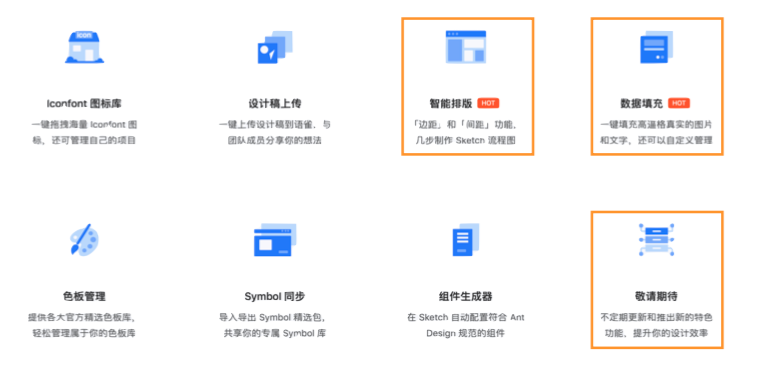 icon
Iconfont 图标库
一键拖拽海量 Iconfont 图
标、还可管理自己的项目
设计稿上传
一键上传设计稿到语雀、与
团队成员分享你的想法
智能排版 HOT
「边距」和「间距」功能、
几步制作 Sketch 流程图
数据填充 HOT
一键填充高逼格真实的图片
和文字、还可以自定义管理
色板管理
提供各大官方精选色板库,
轻松管理属于你的色板库
Symbol 同步
导入导出 Symbol 精选包,
共享你的专属 Symbol 库
组件生成器
在 Sketch 自动配置符合 Ant
Design 规范的组件
敬请期待
不定期更新和推出新的特色
功能、提升你的设计效率